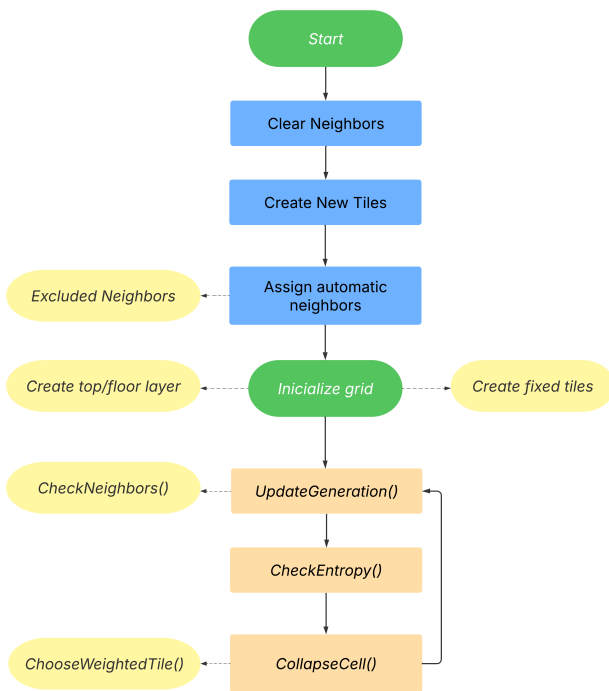 Start
Clear Neighbors
Create New Tiles
Assign automatic
neighbors
Excluded Neighbors
Create top/floor layer
Inicialize grid
Create fixed tiles
CheckNeighbors()
UpdateGeneration()
CheckEntropy()
ChooseWeightedTile()
CollapseCell()